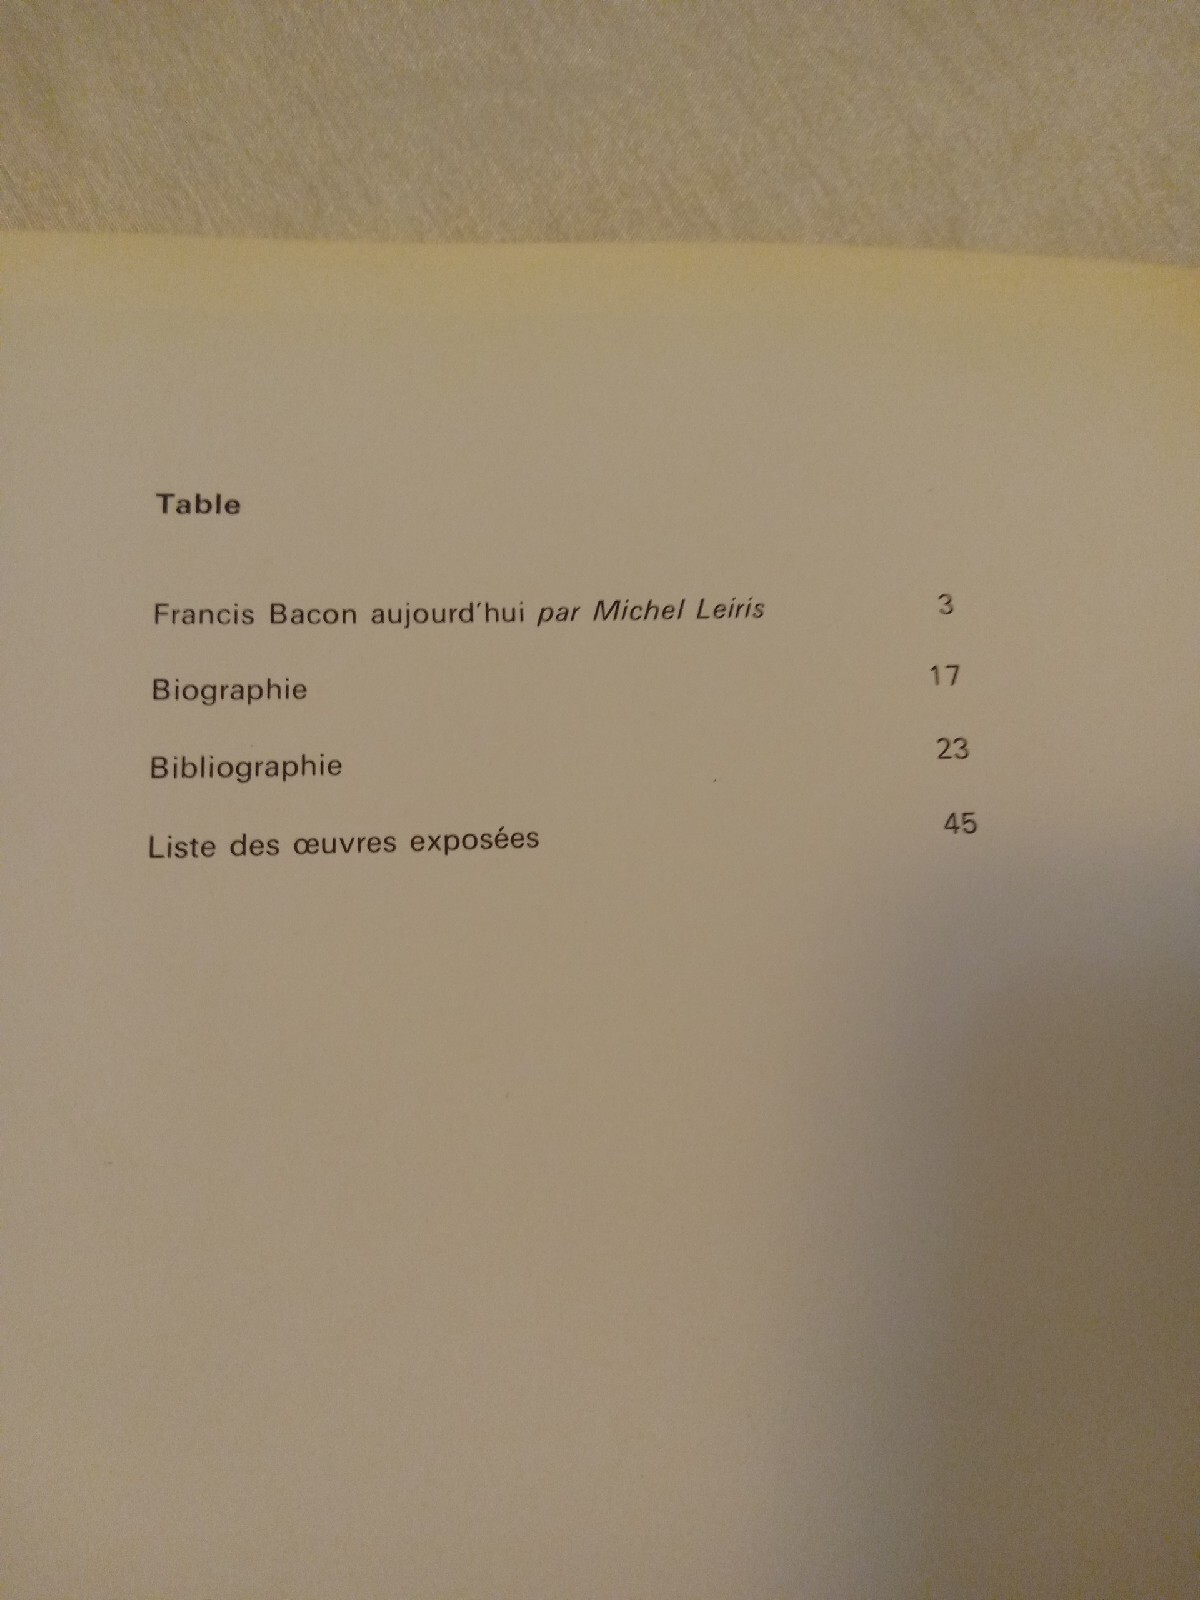 Table
Francis Bacon aujourd'hui par Michel Leiris 3
Biographie 17
Bibliographie 23
Liste des œuvres exposées 45